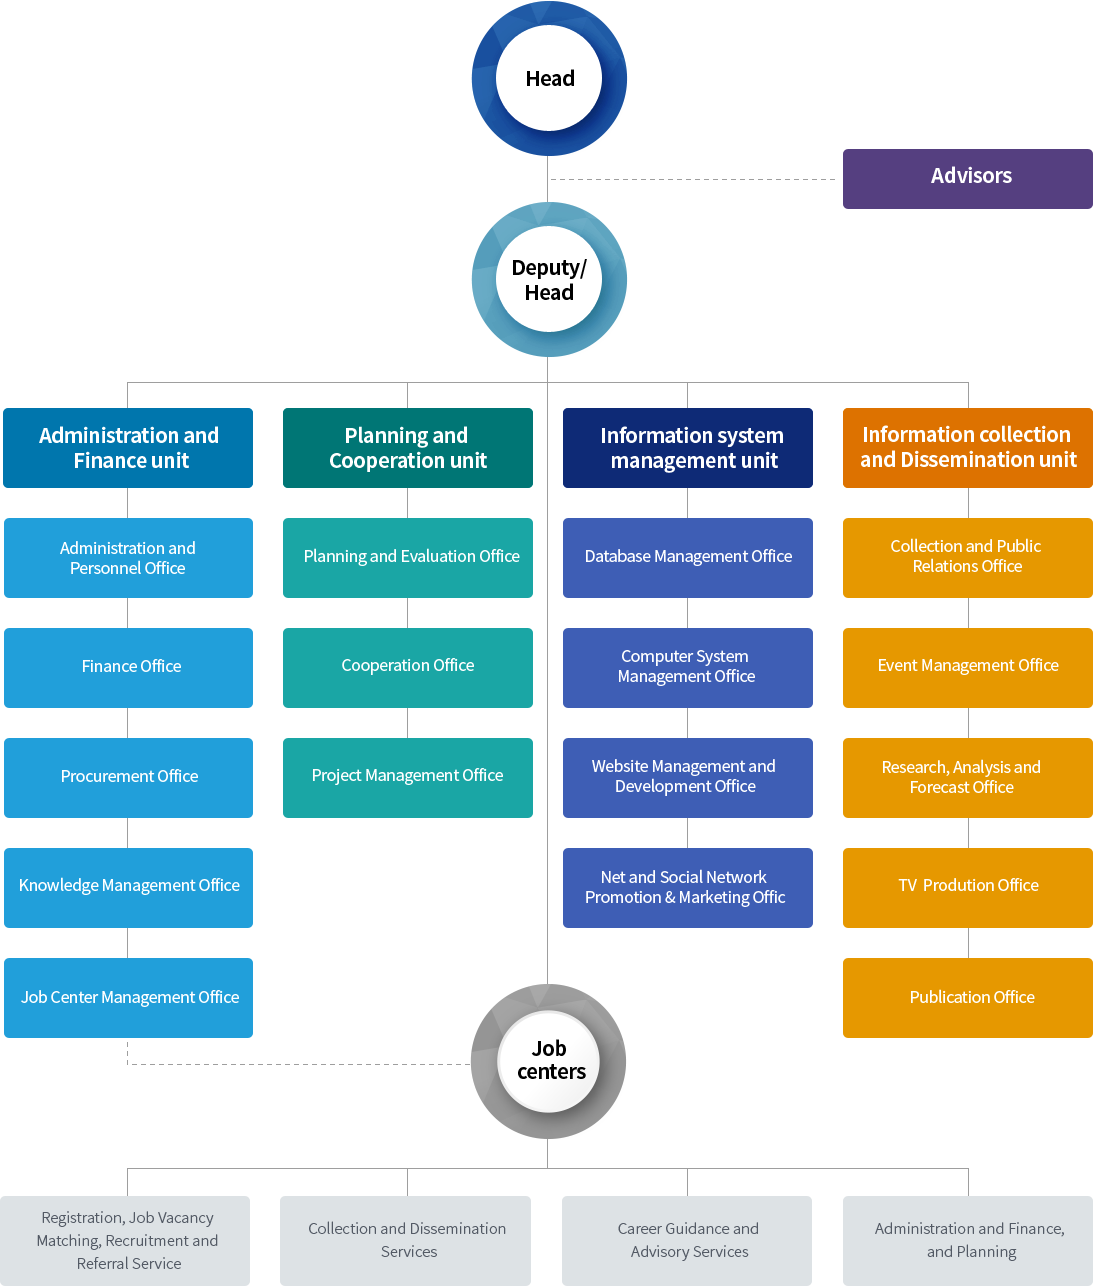 Head
Advisors
Deputy/
Head
Administration and
Finance unit
Planning and
Cooperation unit
Information system
management unit
Information collection
and Dissemination unit
Administration and
Personnel Office
Planning and Evaluation Office
Database Management Office
Collection and Public
Relations Office
Finance Office
Cooperation Office
Computer System
Management Office
Event Management Office
Procurement Office
Project Management Office
Website Management and
Development Office
Research, Analysis and
Forecast Office
Knowledge Management Office
Net and Social Network
Promotion & Marketing Offic
TV Prodution Office
Job Center Management Office
Publication Office
Job
centers
Registration, Job Vacancy
Matching, Recruitment and
Referral Service
Collection and Dissemination
Services
Career Guidance and
Advisory Services
Administration and Finance,
and Planning